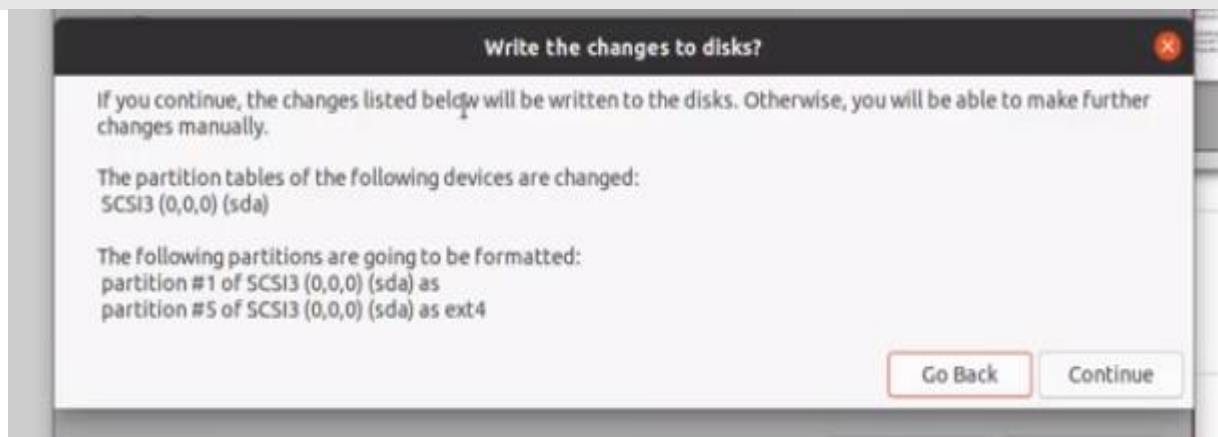 Write the changes to disks?
If you continue, the changes listed below will be written to the disks. Otherwise, you will be able to make further
changes manually.
The partition tables of the following devices are changed:
SCSI3 (0,0,0) (sda)
The following partitions are going to be formatted:
partition #1 of SCSI3 (0,0,0) (sda) as
partition #5 of SCSI3 (0,0,0) (sda) as ext4
Go Back
Continue